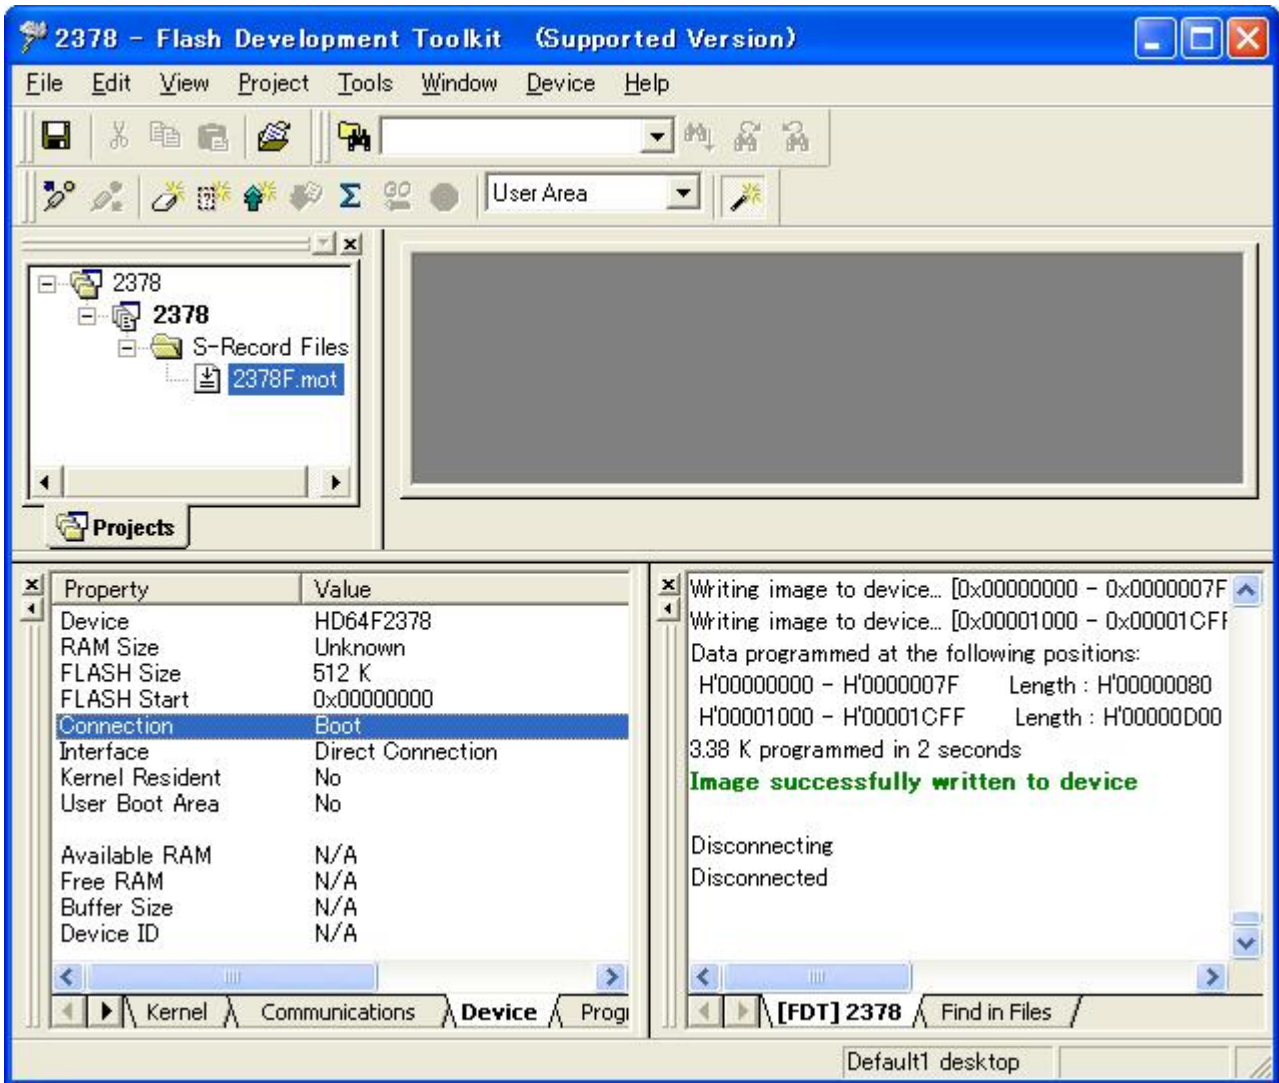 2378 - Flash Development Toolkit (Supported Version)
File Edit View Project Tools Window Device Help
User Area
2378
2378
S-Record Files
2378F.mot
Projects
Property Value
Device HD64F2378
RAM Size Unknown
FLASH Size 512 K
FLASH Start 0x00000000
Connection Boot
Interface Direct Connection
Kernel Resident No
User Boot Area No
Available RAM N/A
Free RAM N/A
Buffer Size N/A
Device ID N/A
Kernel Communications Device Progr
Writing image to device... [0x00000000 - 0x0000007F
Writing image to device... [0x00001000 - 0x00001CFF
Data programmed at the following positions:
H'00000000 - H'0000007F Length : H'00000080
H'00001000 - H'00001CFF Length : H'00000D00
3.38 K programmed in 2 seconds
Image successfully written to device
Disconnecting
Disconnected
[FDT] 2378 Find in Files
Default1 desktop